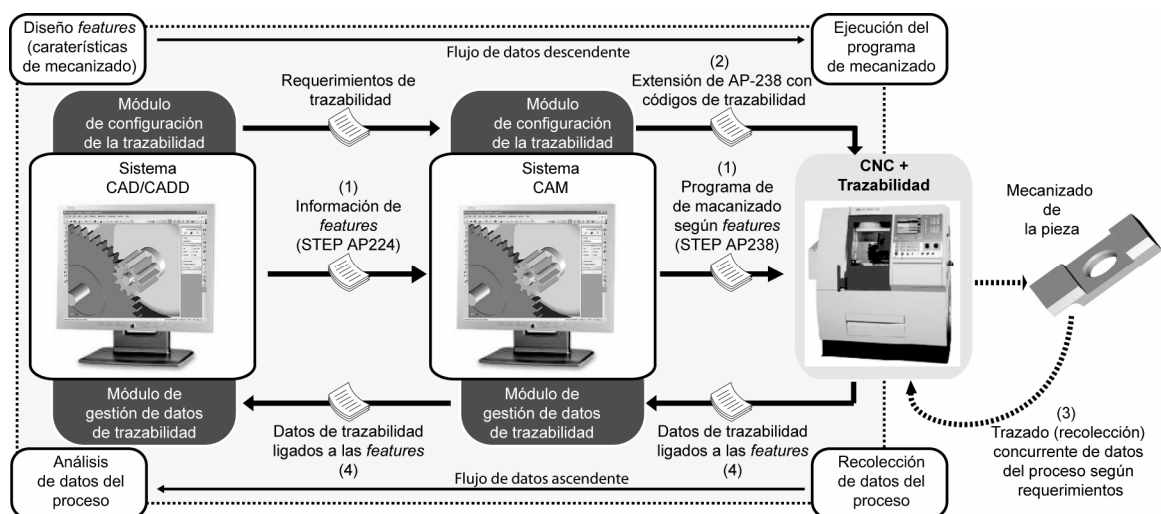 Diseño features
(caraterísticas
de mecanizado)
Flujo de datos descendente
Ejecución del
programa
de mecanizado
Requerimientos de
trazabilidad
(2)
Extensión de AP-238 con
códigos de trazabilidad
Módulo
de configuración
de la trazabilidad
Módulo
de configuración
de la trazabilidad
Sistema
CAD/CADD
(1)
Información de
features
(STEP AP224)
Sistema
CAM
(1)
Programa de
macanizado
según features
(STEP AP238)
CNC +
Trazabilidad
Mecanizado
de
la pieza
Módulo de
gestión de datos
de trazabilidad
Datos de trazabilidad
ligados a las features
(4)
Módulo de
gestión de datos
de trazabilidad
Datos de trazabilidad
ligados a las features
(4)
(3)
Trazado (recolección)
concurrente de datos
del proceso según
requerimientos
Análisis
de datos del
proceso
Flujo de datos ascendente
Recolección
de datos del
proceso